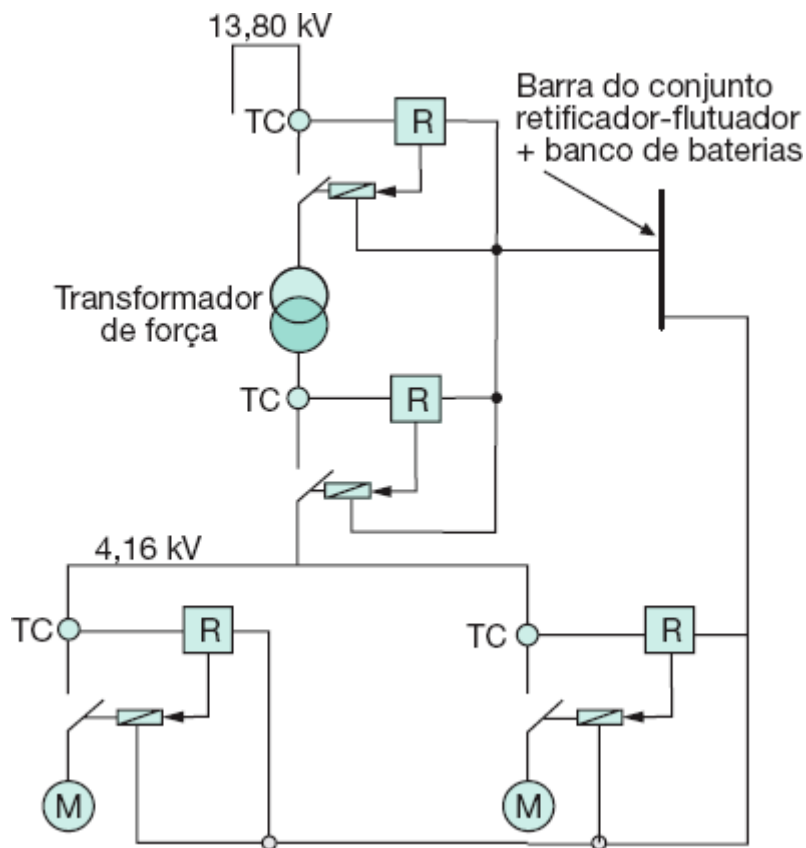 13,80 kV
Barra do conjunto
retificador-flutuador
+ banco de baterias
TC
R
Transformador
de força
TC
R
4,16 kV
TC
R
TC
R
M
M